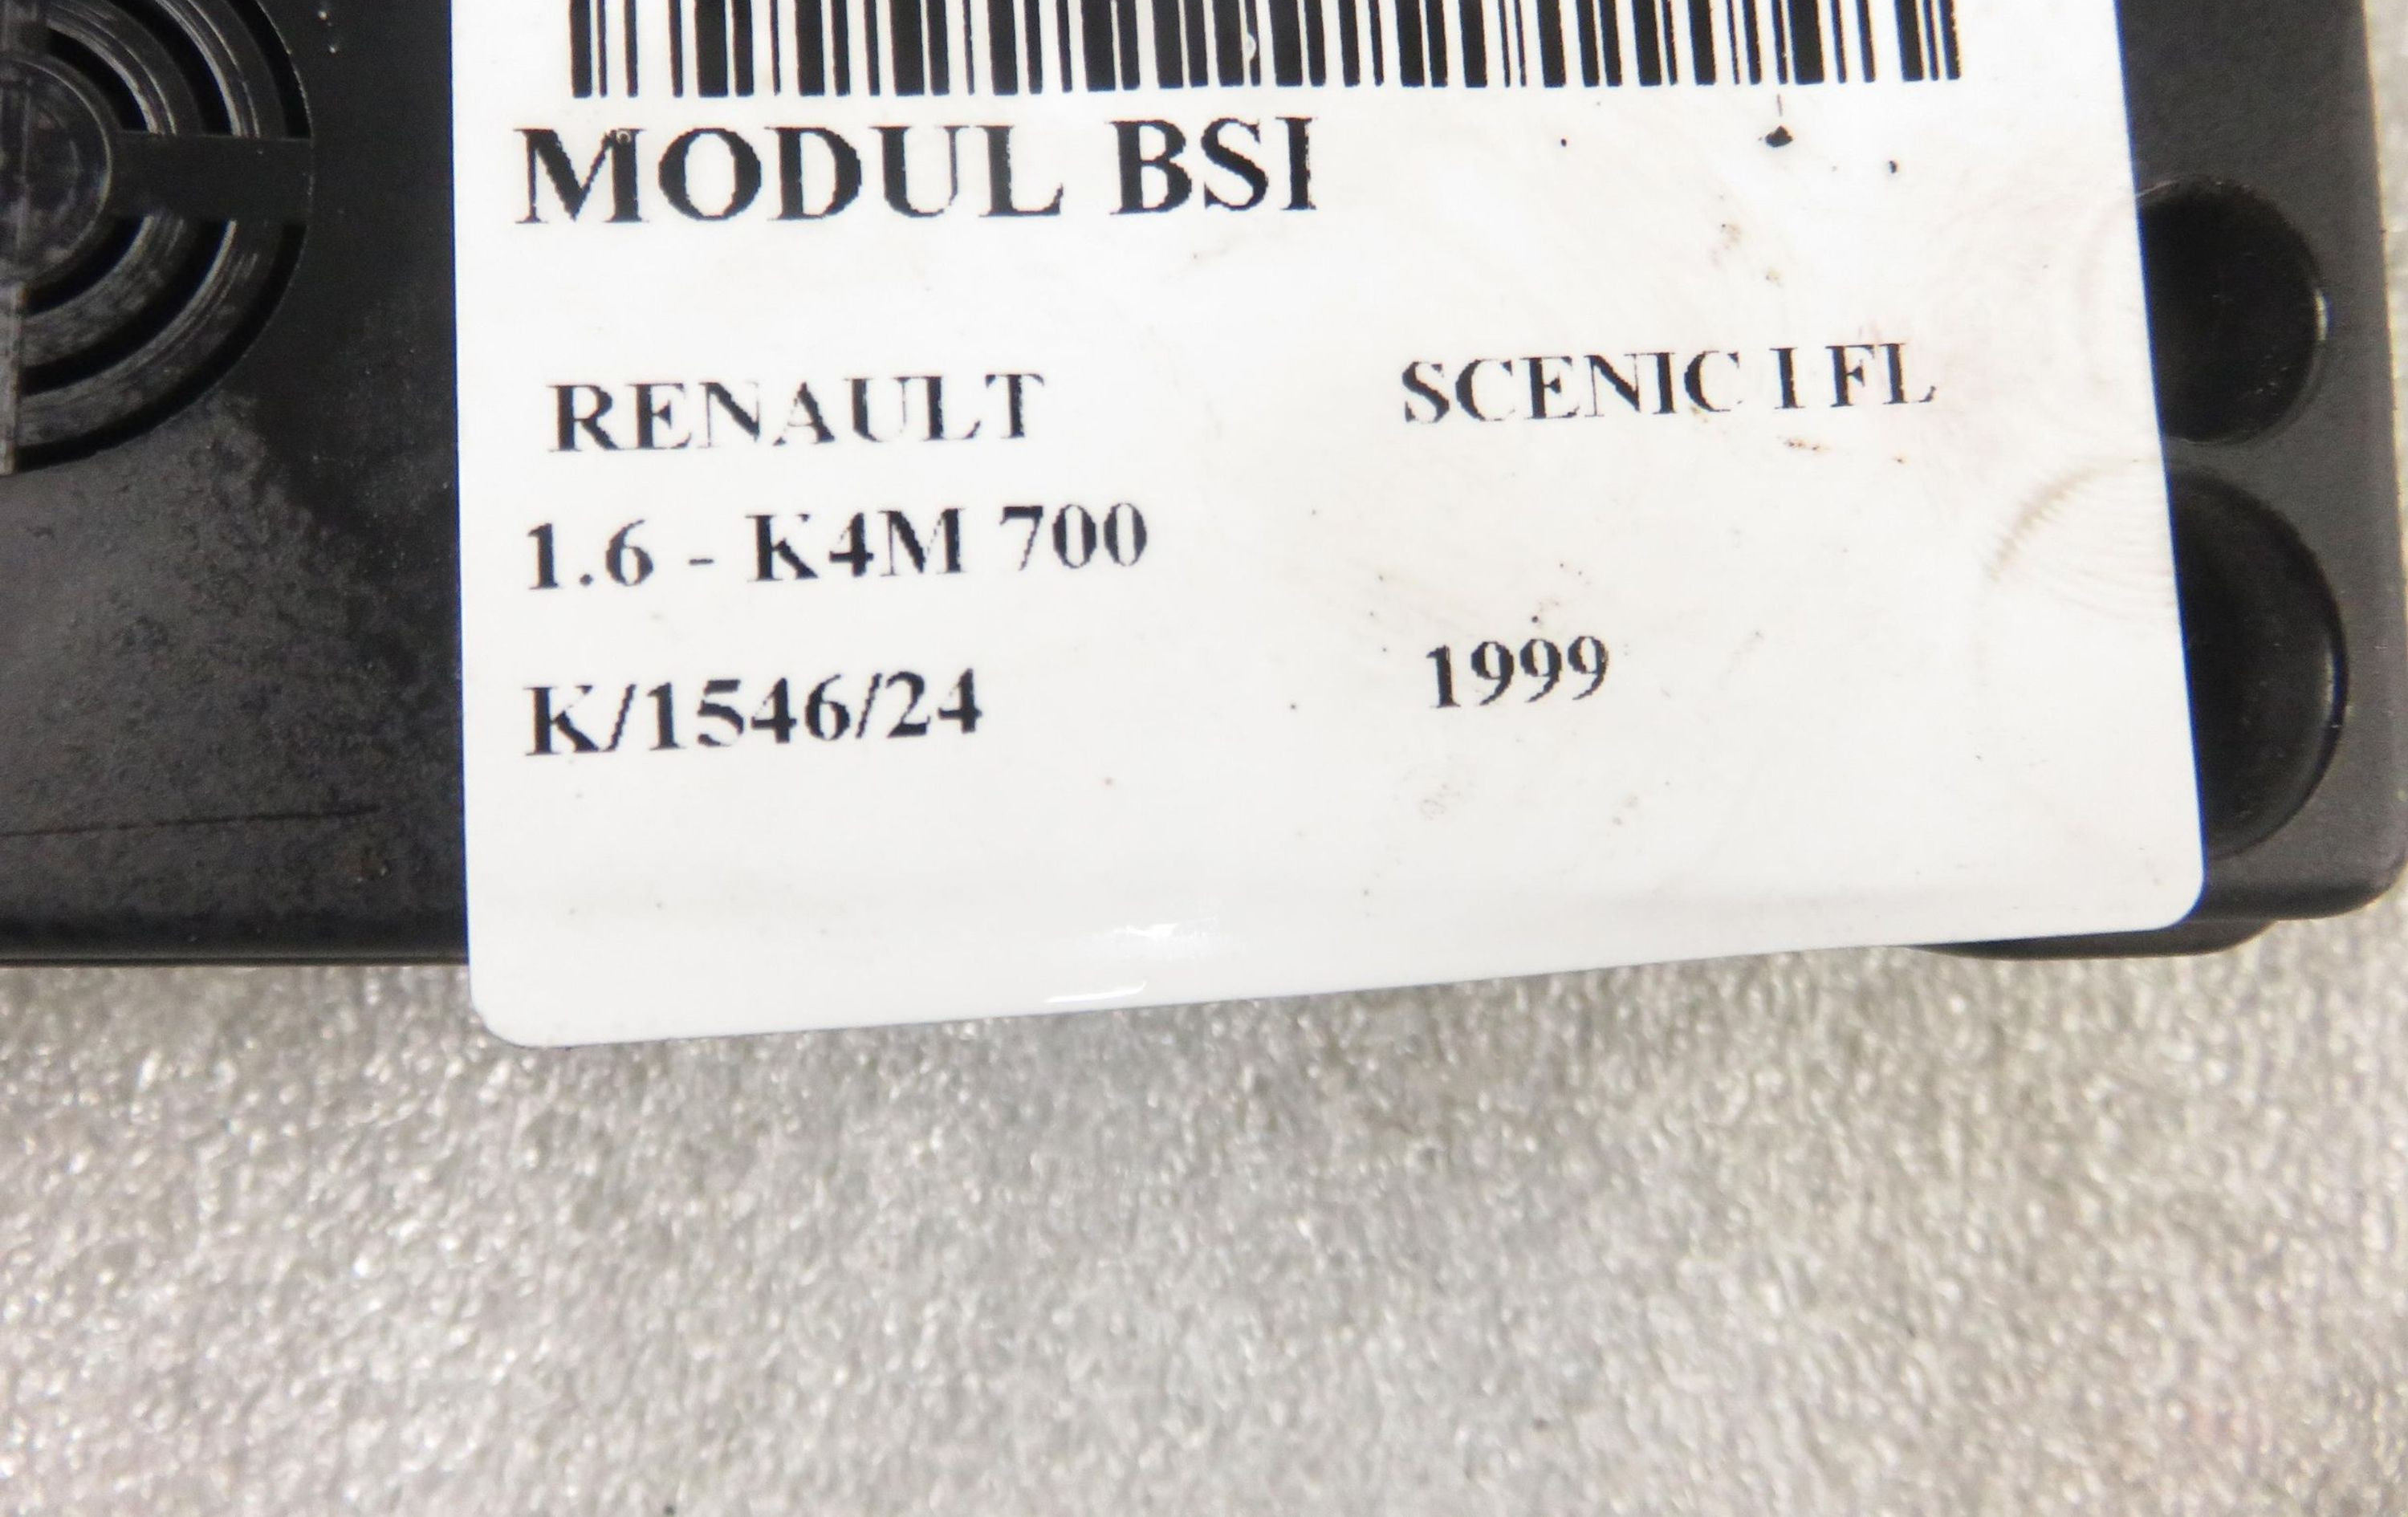 MODUL BSI
RENAULT SCENIC I FL
1.6 - K4M 700
K/1546/24 1999